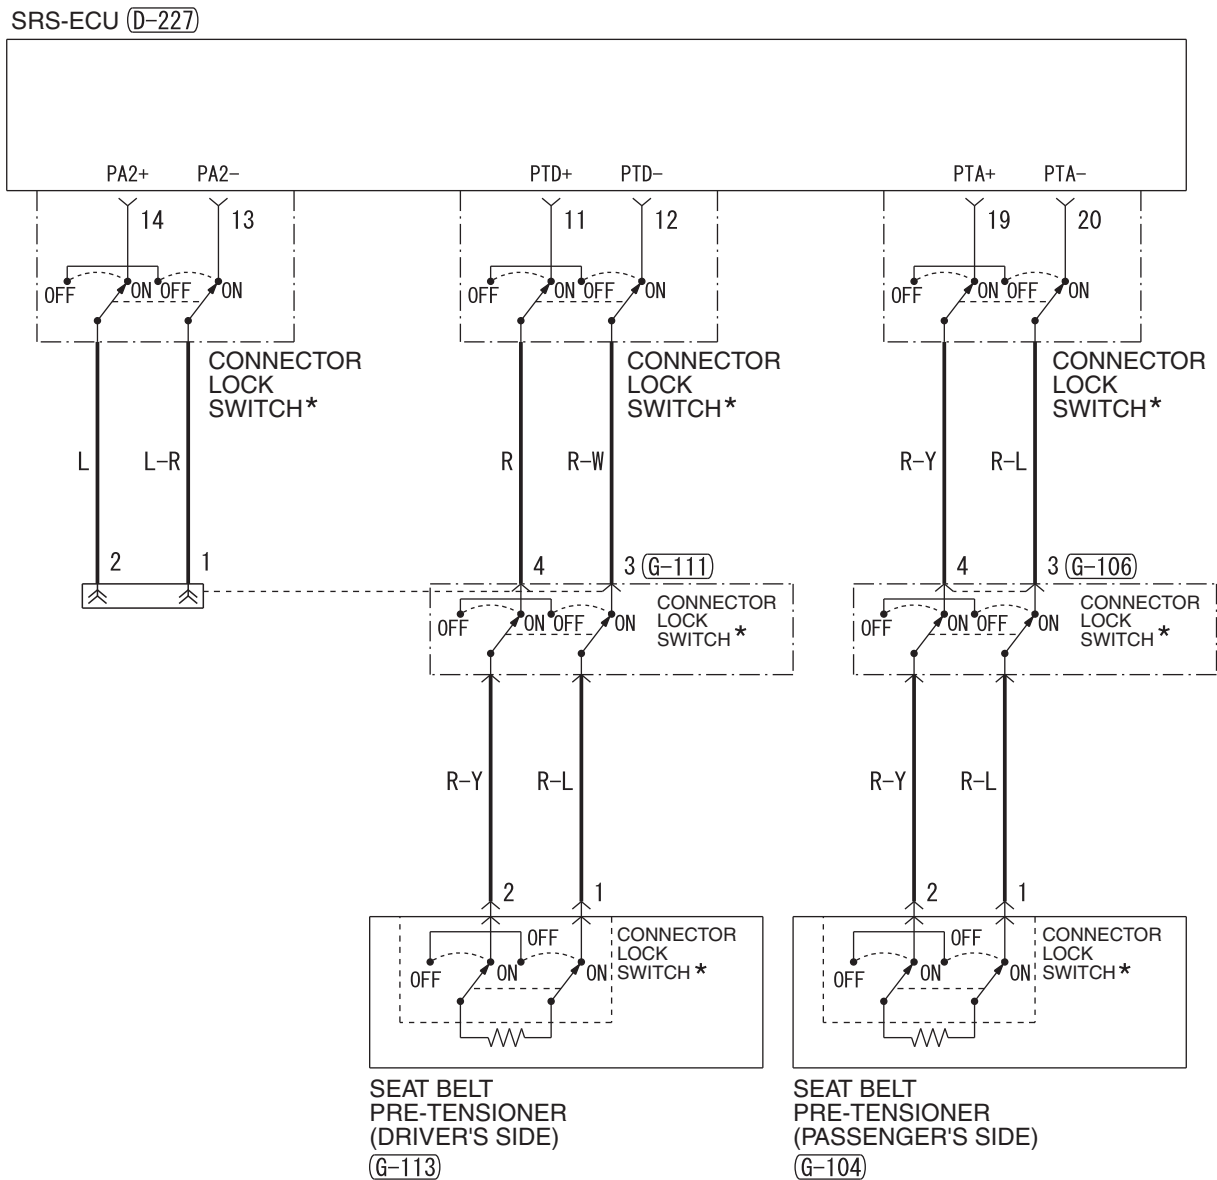 SRS-ECU D-227
PA2+ PA2- PTD+ PTD- PTA+ PTA-
14 13 11 12 19 20
OFF ON OFF ON OFF ON OFF ON OFF ON OFF ON
CONNECTOR
LOCK
SWITCH*
CONNECTOR
LOCK
SWITCH*
CONNECTOR
LOCK
SWITCH*
L L-R R R-W R-Y R-L
2 1 4 3 G-111 4 3 G-106
OFF ON OFF ON
CONNECTOR
LOCK
SWITCH*
OFF ON OFF ON
CONNECTOR
LOCK
SWITCH*
R-Y R-L R-Y R-L
2 1 2 1
OFF OFF ON ON
CONNECTOR
LOCK
SWITCH*
OFF OFF ON ON
CONNECTOR
LOCK
SWITCH*
SEAT BELT
PRE-TENSIONER
(DRIVER'S SIDE)
G-113
SEAT BELT
PRE-TENSIONER
(PASSENGER'S SIDE)
G-104